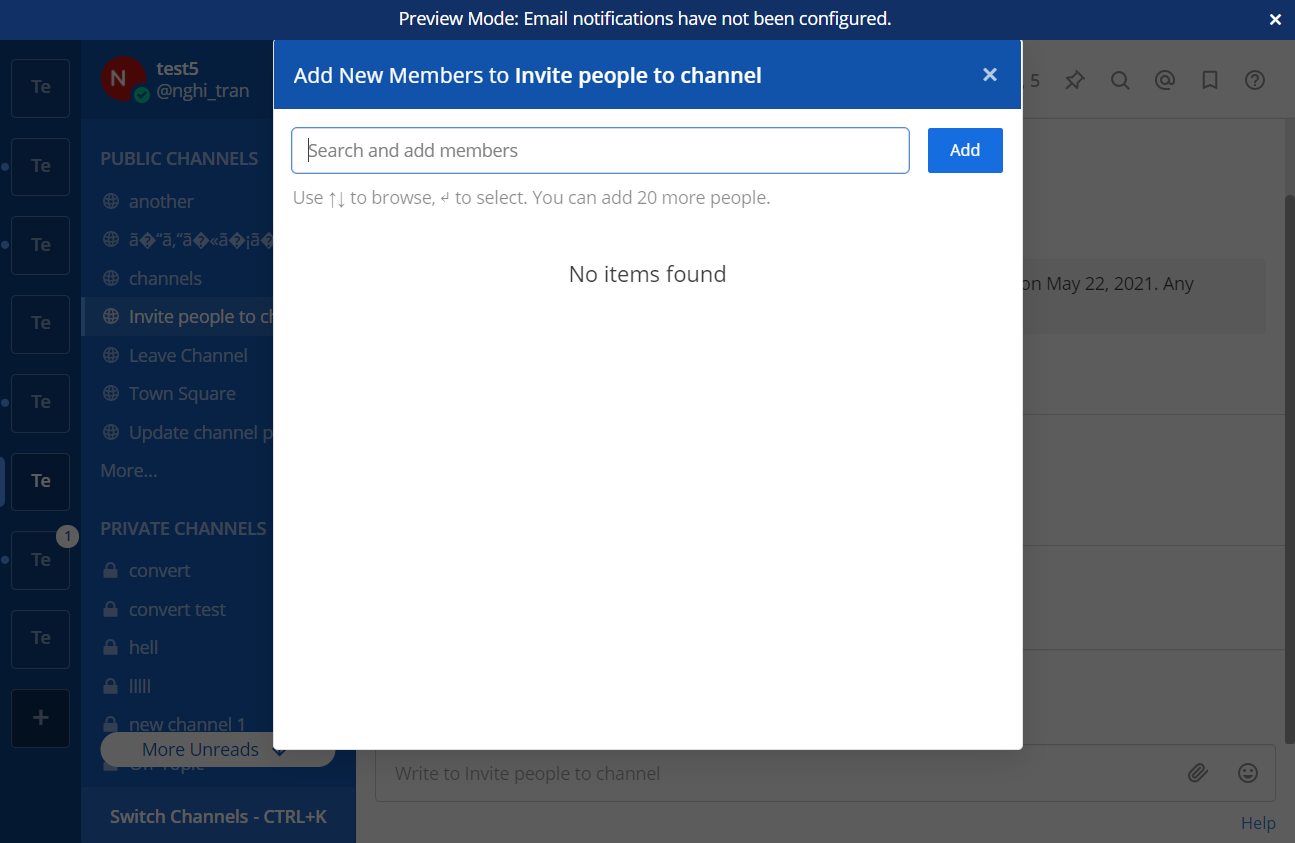 Preview Mode: Email notifications have not been configured.
Te
Te
Te
Te
Te
Te
1
Te
Te
N
test5
@nghi_tran
PUBLIC CHANNELS
another
channels
Invite people to
Leave Channel
Town Square
Update channel
More...
PRIVATE CHANNELS
convert
convert test
hell
lllll
new channel 1
More Unreads
Switch Channels - CTRL+K
Add New Members to Invite people to channel
Search and add members
Add
Use ↑↓ to browse, ↵ to select. You can add 20 more people.
No items found
5
on May 22, 2021. Any
Write to Invite people to channel
Help